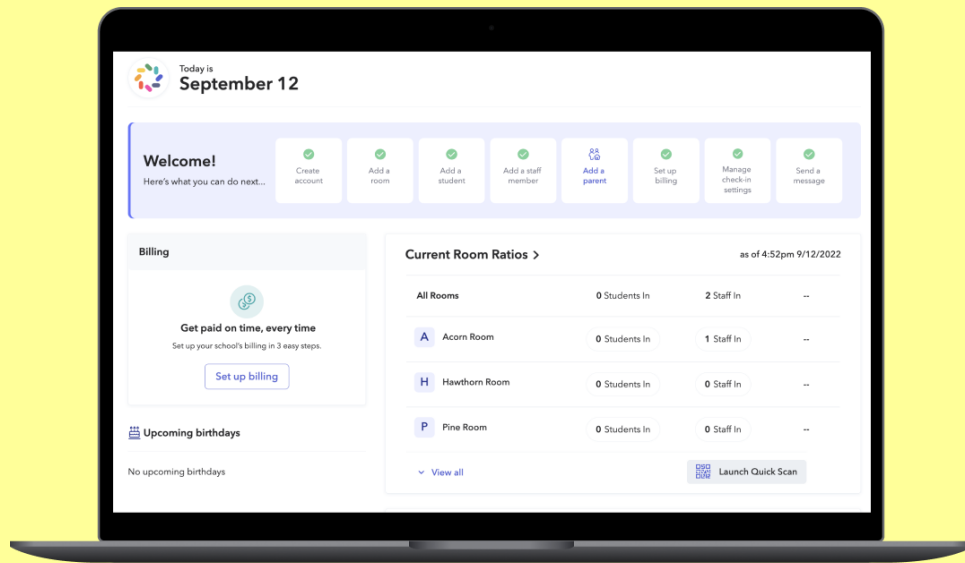 Today is
September 12
Welcome!
Here's what you can do next...
Create
account
Add a
room
Add a
student
Add a staff
member
Add a
parent
Set up
billing
Manage
check-in
settings
Send a
message
Billing
Get paid on time, every time
Set up your school's billing in 3 easy steps.
Set up billing
Upcoming birthdays
No upcoming birthdays
Current Room Ratios >
as of 4:52pm 9/12/2022
All Rooms 0 Students In 2 Staff In --
A Acorn Room 0 Students In 1 Staff In --
H Hawthorn Room 0 Students In 0 Staff In --
P Pine Room 0 Students In 0 Staff In --
View all
Launch Quick Scan